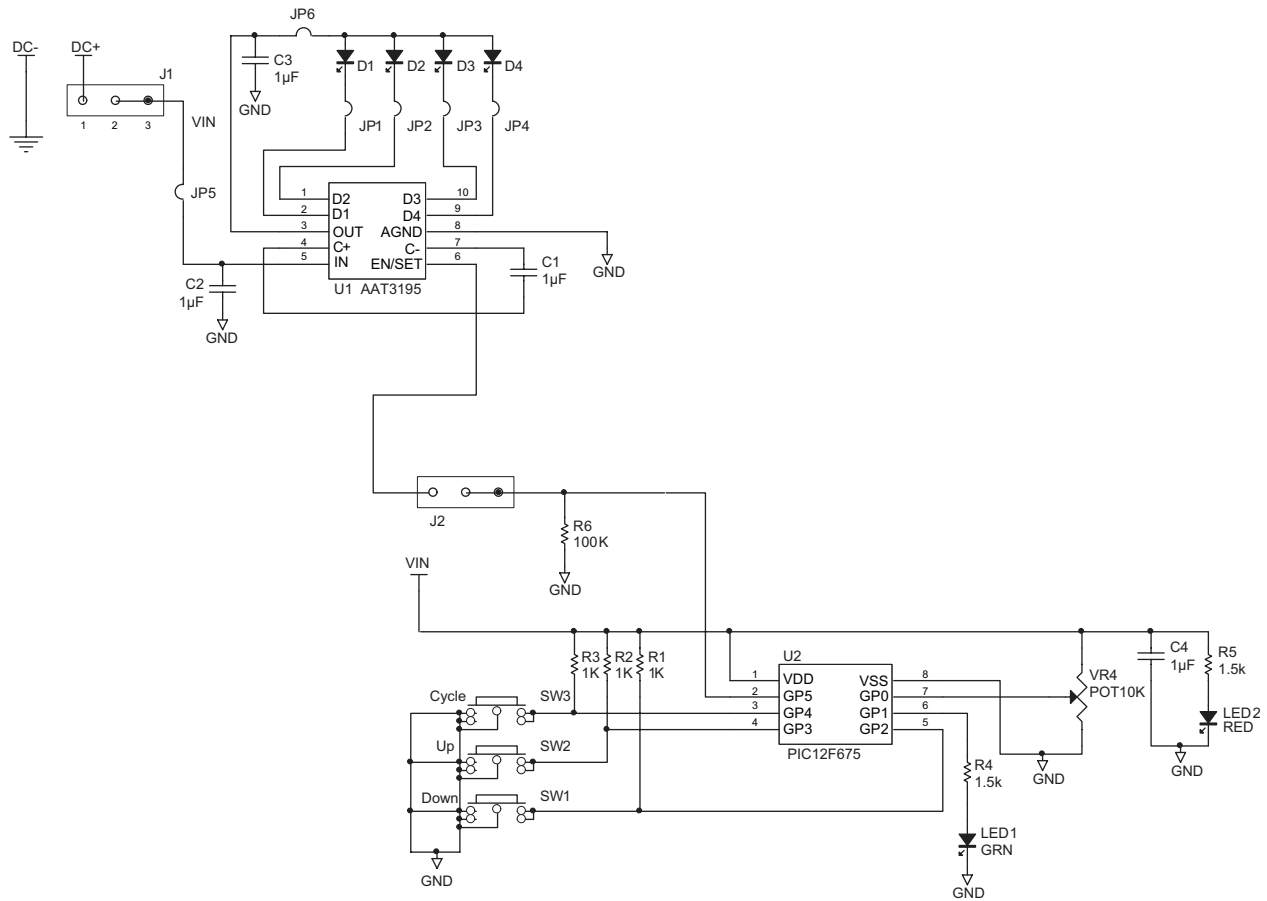 JP6
DC-
DC+
J1
1 2 3
VIN
C3
1µF
GND
D1
D2
D3
D4
JP1
JP2
JP3
JP4
JP5
1 D2
2 D1
3 OUT
4 C+
5 IN
D3 10
D4 9
AGND 8
C- 7
EN/SET 6
U1 AAT3195
C2
1µF
GND
C1
1µF
GND
J2
R6
100K
GND
VIN
R3
1K
R2
1K
R1
1K
U2
1 VDD
2 GP5
3 GP4
4 GP3
VSS 8
GP0 7
GP1 6
GP2 5
PIC12F675
Cycle
SW3
Up
SW2
Down
SW1
GND
R4
1.5k
LED1
GRN
GND
VR4
POT10K
GND
C4
1µF
R5
1.5k
LED2
RED
GND